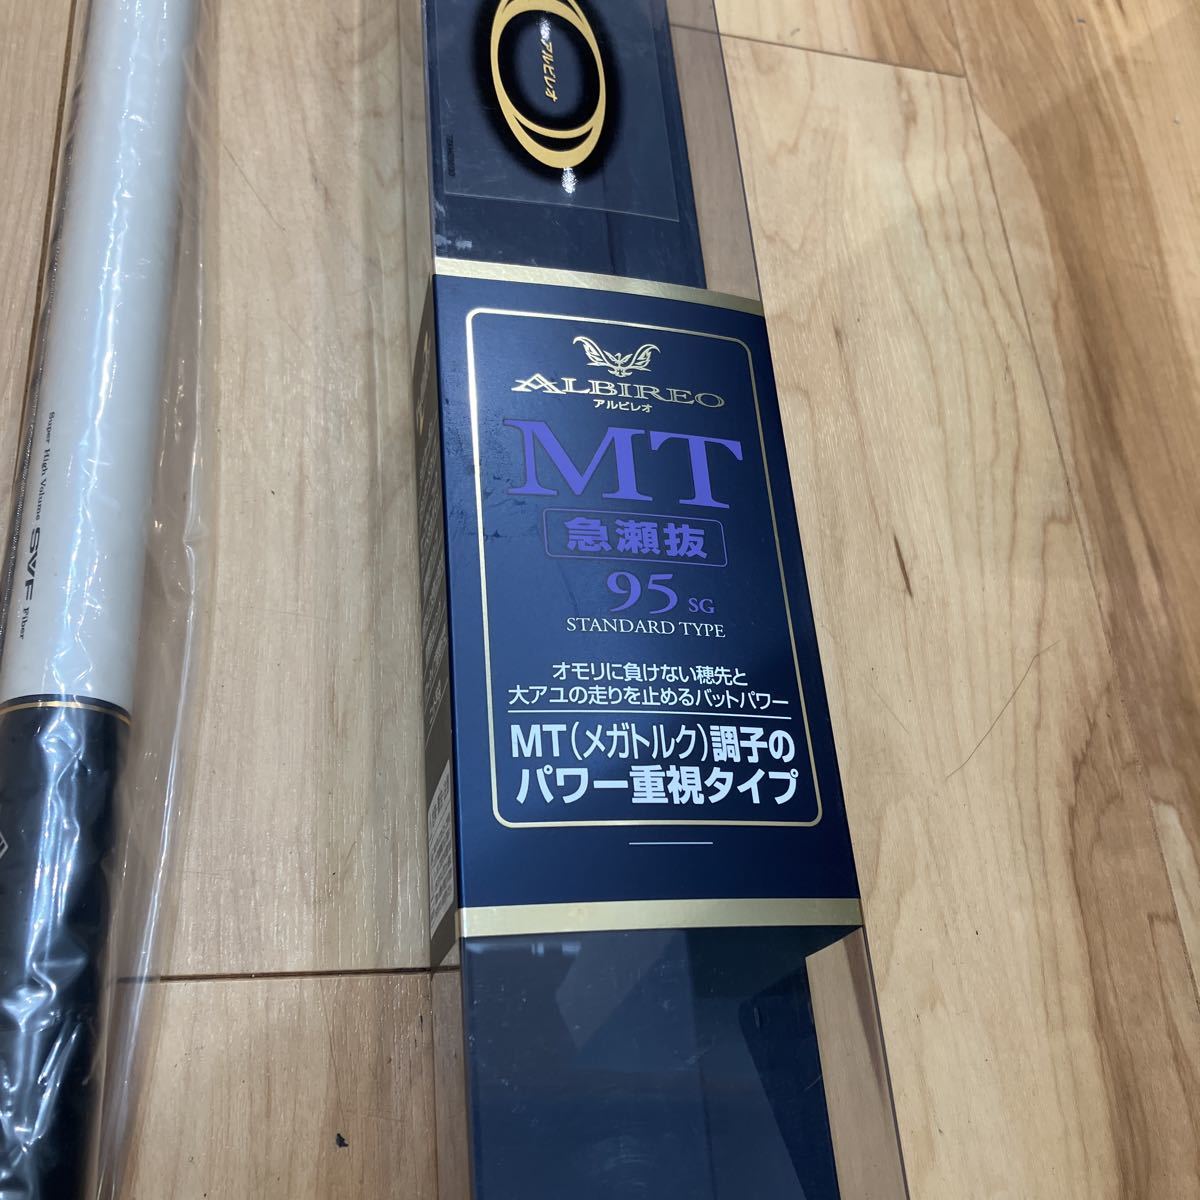 アルビレオ
ALBIREO
アルビレオ
MT
急瀬抜
95 SG
STANDARD TYPE
オモリに負けない穂先と
大アユの走りを止めるバットパワー
MT(メガトルク)調子の
パワー重視タイプ
Super High Volume SVF Fiber